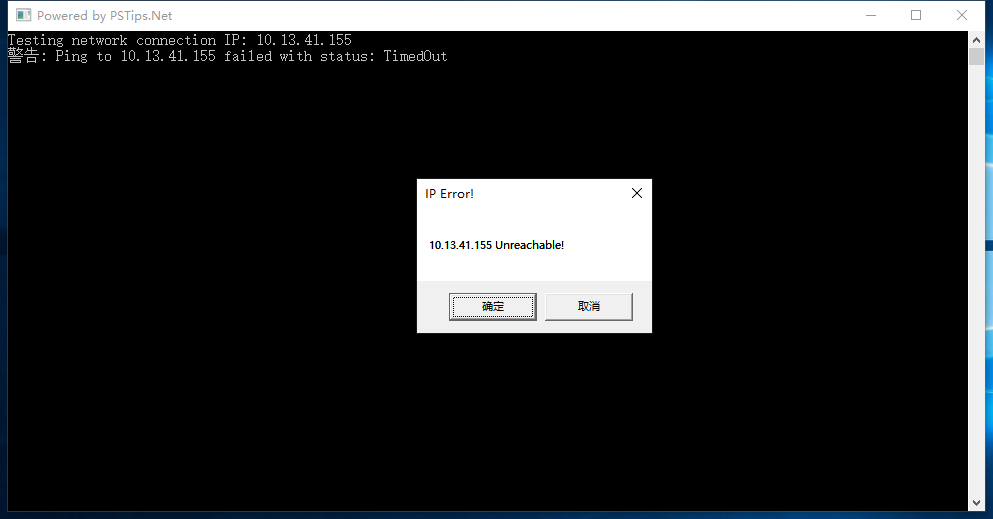 Powered by PSTips.Net
Testing network connection IP: 10.13.41.155
警告: Ping to 10.13.41.155 failed with status: TimedOut
IP Error!
10.13.41.155 Unreachable!
确定 取消